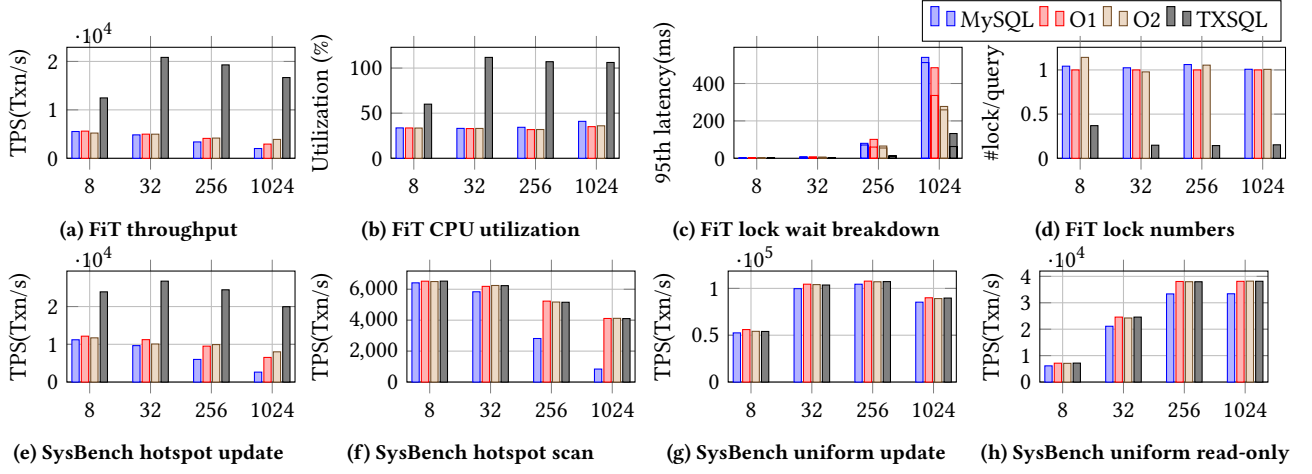 MySQL O1 O2 TXSQL
·10^4
TPS(Txn/s)
2
1
0
8 32 256 1024
(a) FiT throughput
Utilization (%)
100
50
0
8 32 256 1024
(b) FiT CPU utilization
95th latency(ms)
400
200
0
8 32 256 1024
(c) FiT lock wait breakdown
#lock/query
1
0.5
0
8 32 256 1024
(d) FiT lock numbers
·10^4
TPS(Txn/s)
2
1
0
8 32 256 1024
(e) SysBench hotspot update
TPS(Txn/s)
6,000
4,000
2,000
0
8 32 256 1024
(f) SysBench hotspot scan
·10^5
TPS(Txn/s)
1
0.5
0
8 32 256 1024
(g) SysBench uniform update
·10^4
TPS(Txn/s)
4
3
2
1
0
8 32 256 1024
(h) SysBench uniform read-only